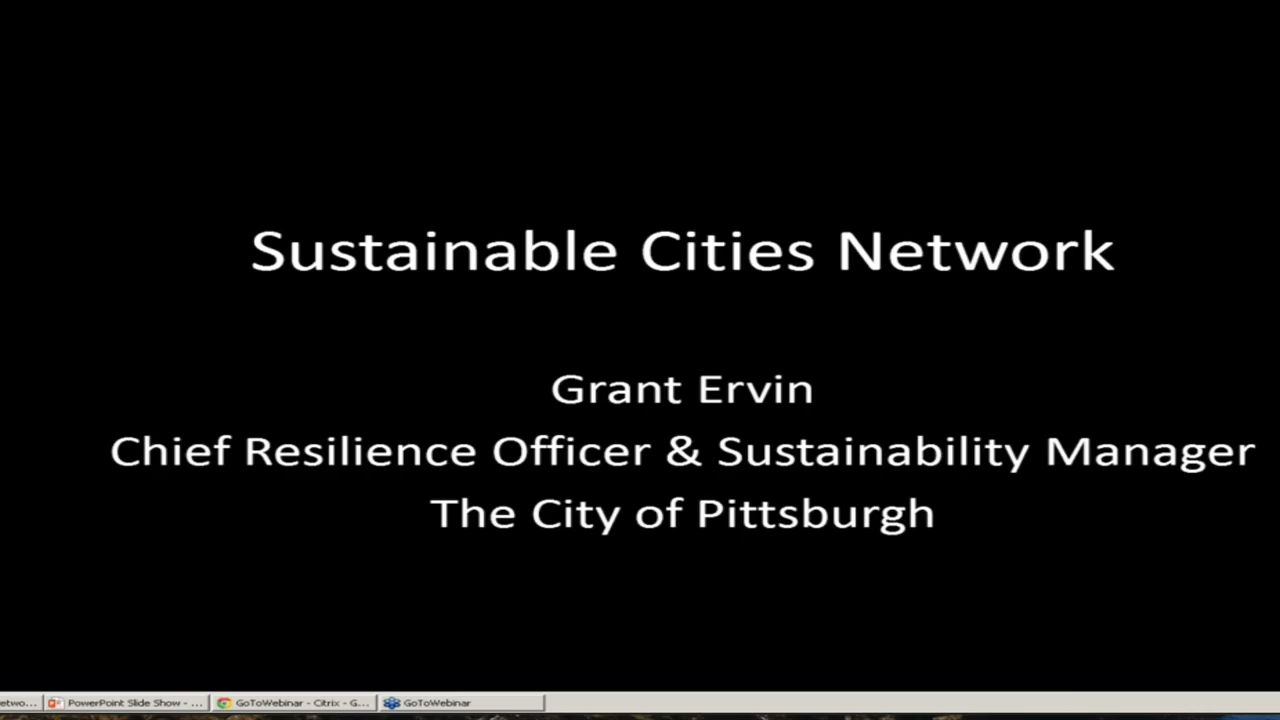 Sustainable Cities Network
Grant Ervin
Chief Resilience Officer & Sustainability Manager
The City of Pittsburgh
etwo... PowerPoint Slide Show - ... GoToWebinar - Citrix - G... GoToWebinar